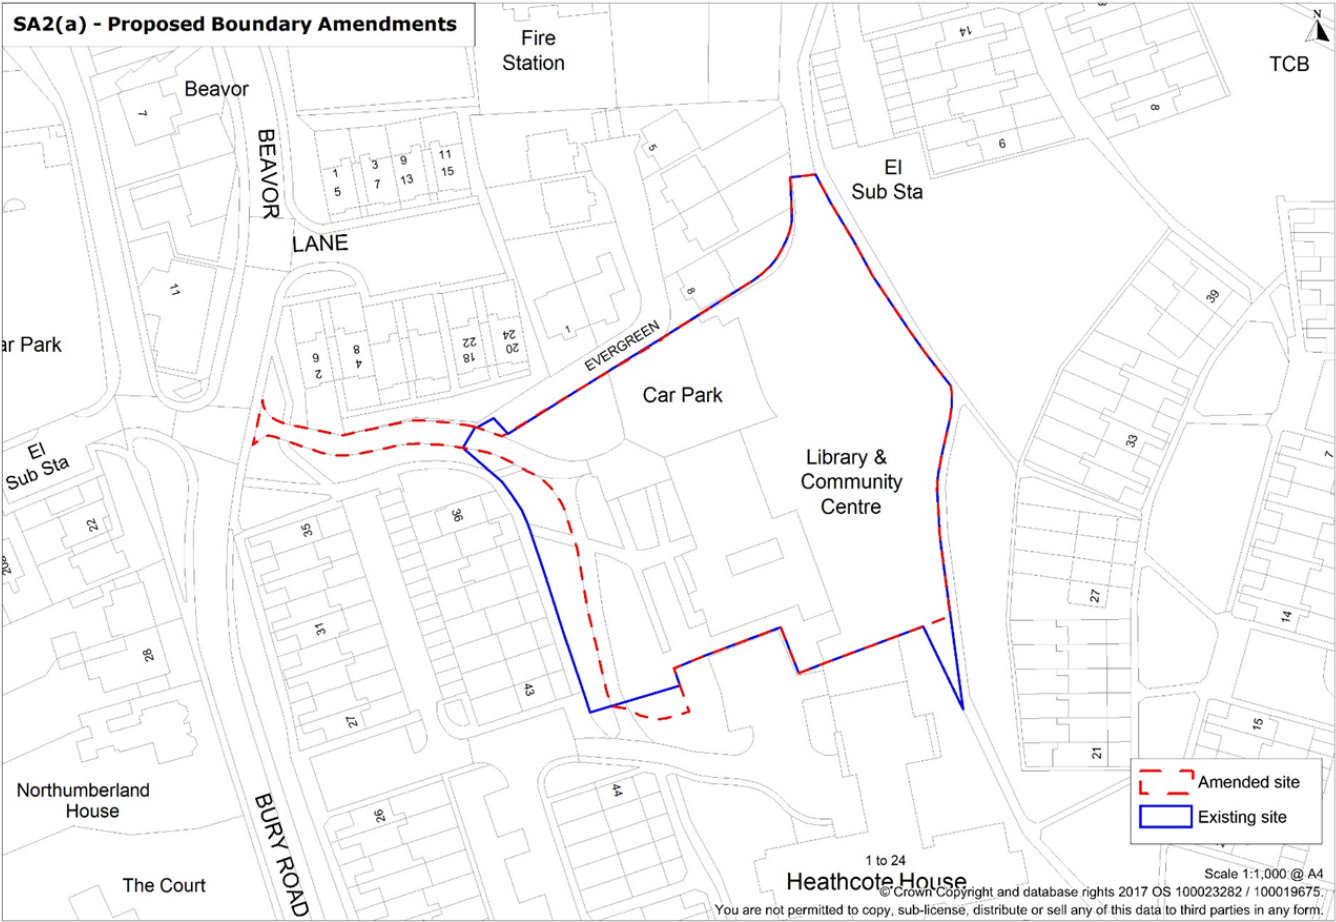 SA2(a) - Proposed Boundary Amendments
N
Fire
Station
TCB
Beavor
7
14
8
6
BEAVOR
LANE
1
5
3
7
9
13
11
15
5
El
Sub Sta
11
8
39
1
EVERGREEN
ar Park
6
2
8
4
22
18
24
20
Car Park
El
Sub Sta
Library &
Community
Centre
33
7
22
35
36
27
14
31
28
43
27
15
21
Northumberland
House
26
44
BURY ROAD
The Court
1 to 24
Heathcote House
Amended site
Existing site
Scale 1:1,000 @ A4
© Crown Copyright and database rights 2017 OS 100023282 / 100019675.
You are not permitted to copy, sub-license, distribute or sell any of this data to third parties in any form.